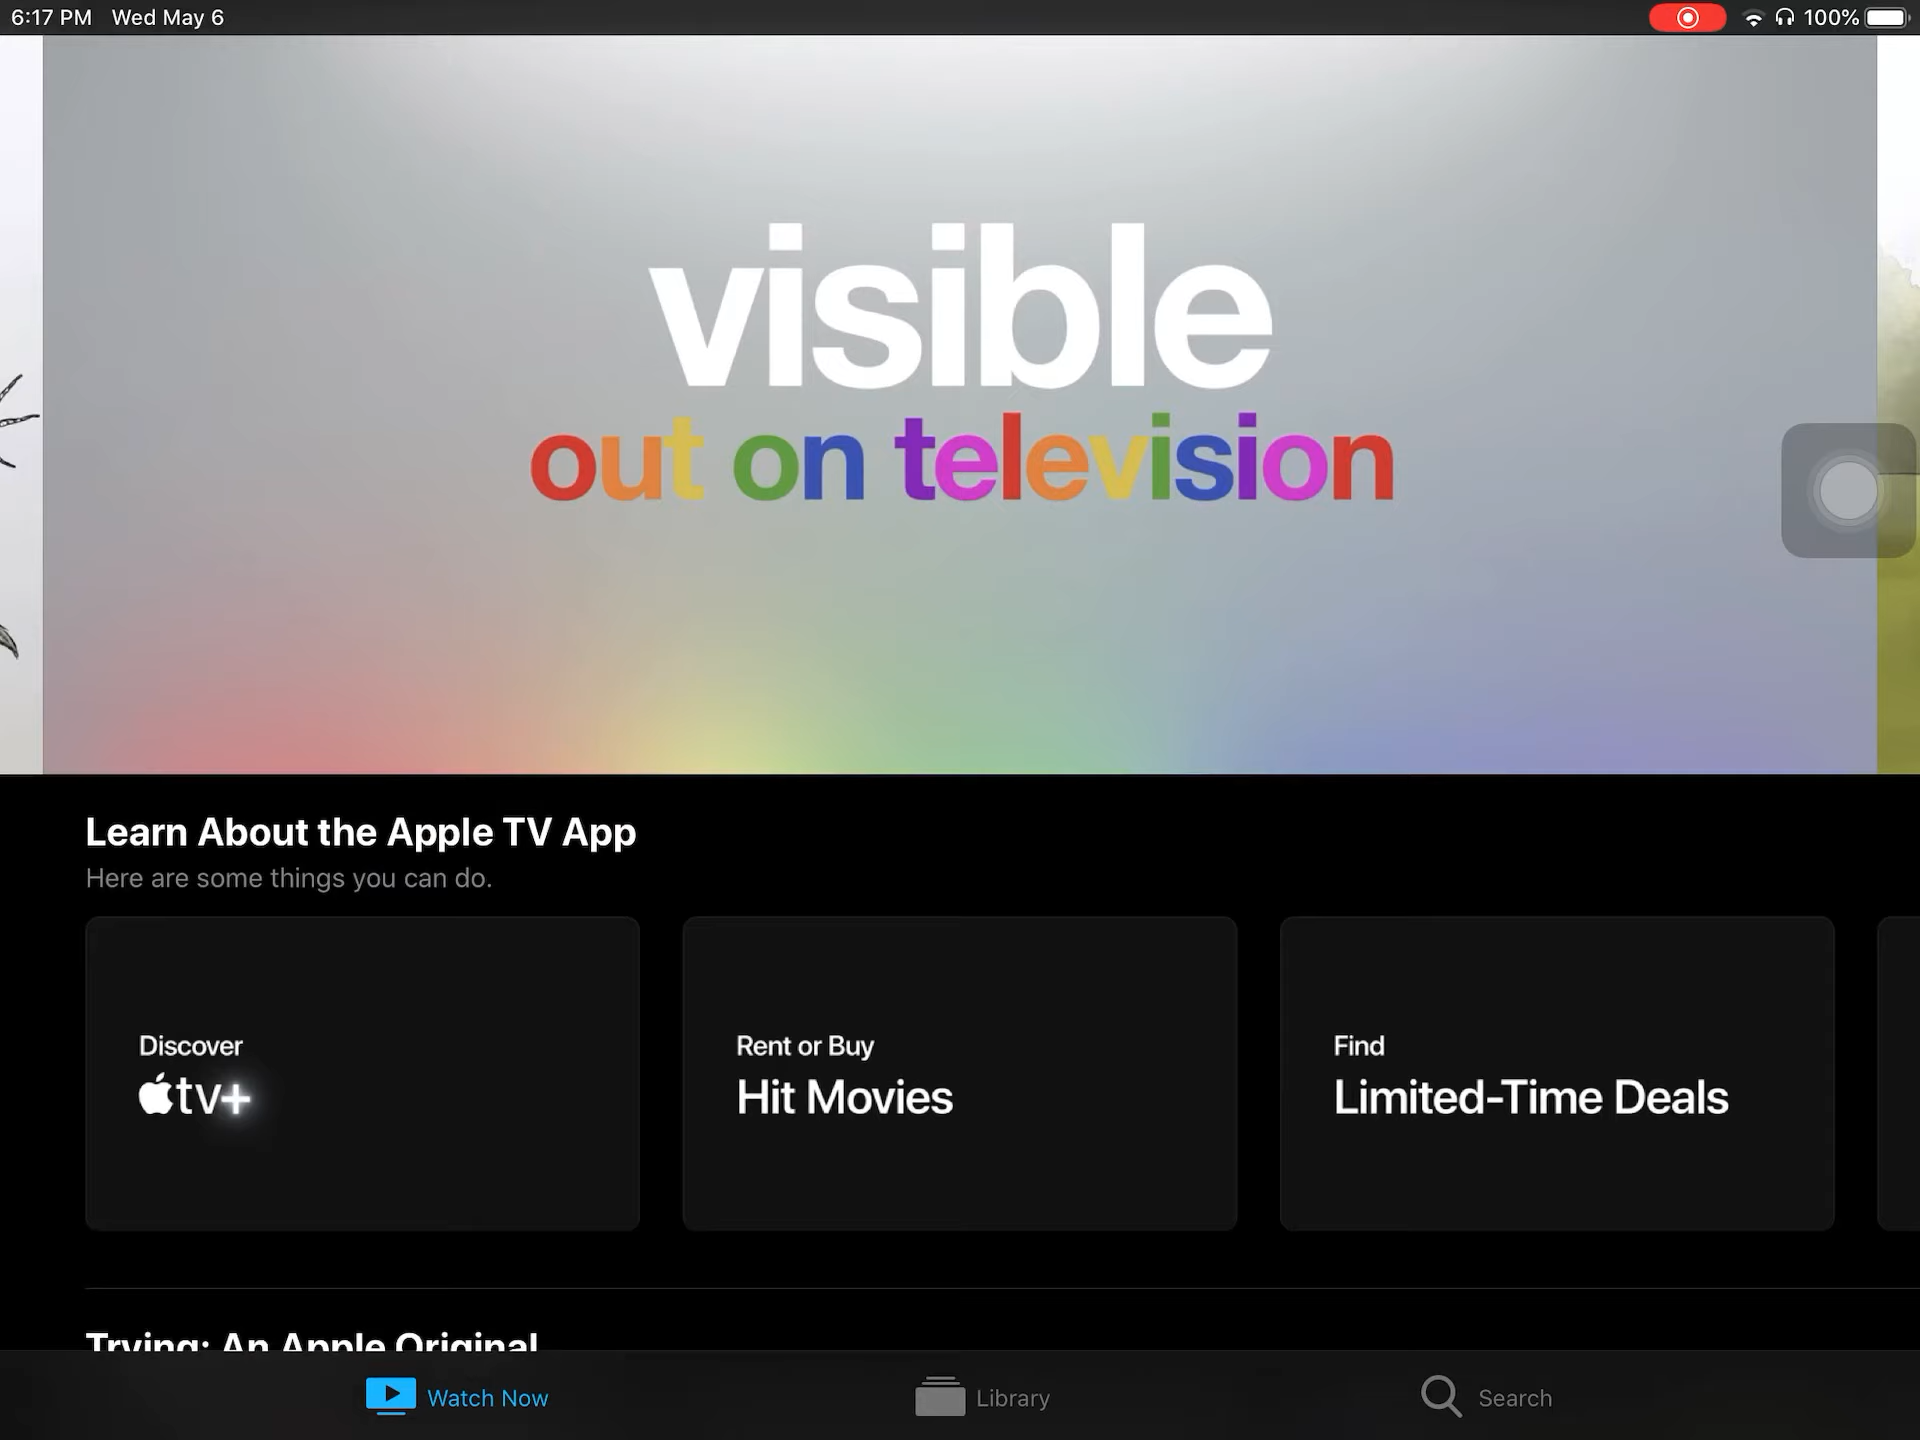 6:17 PM Wed May 6 100%
visible
out on television
Learn About the Apple TV App
Here are some things you can do.
Discover
tv+
Rent or Buy
Hit Movies
Find
Limited-Time Deals
Trying: An Apple Original
Watch Now
Library
Search